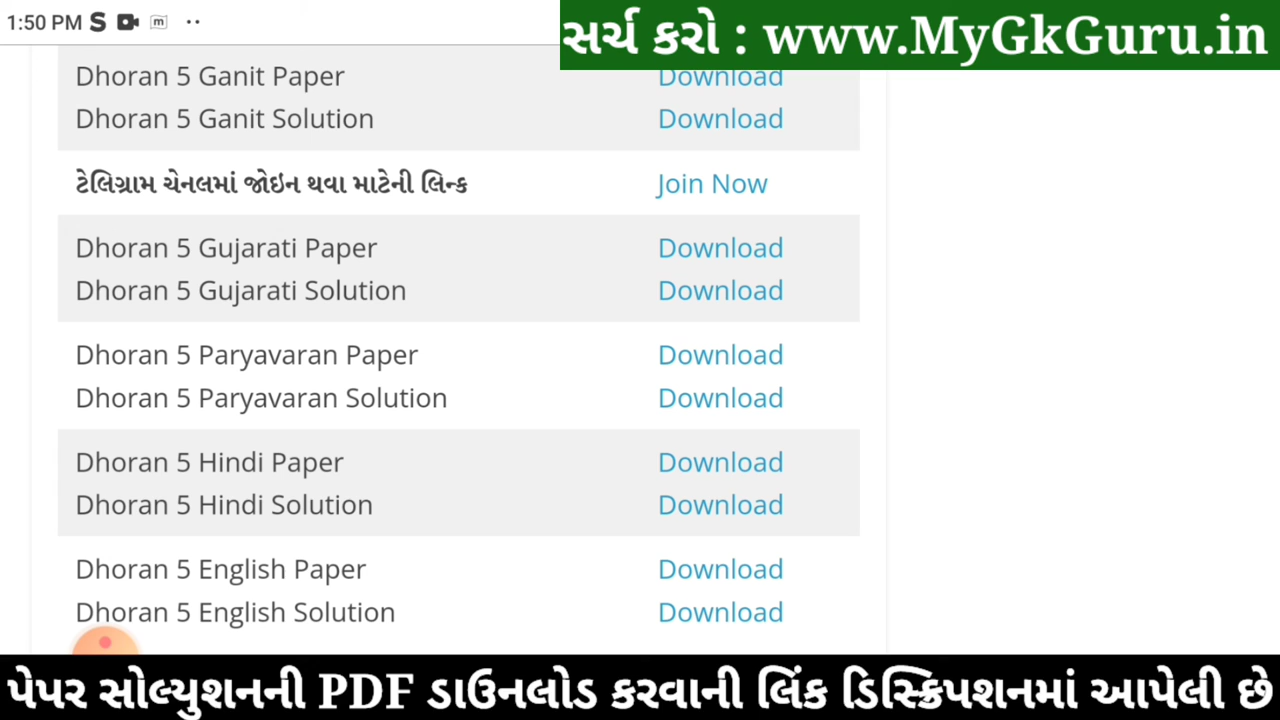 1:50 PM S m ··
સર્ચ કરો : www.MyGkGuru.in
Dhoran 5 Ganit Paper Download
Dhoran 5 Ganit Solution Download
ટેલિગ્રામ ચેનલમાં જોઇન થવા માટેની લિન્ક Join Now
Dhoran 5 Gujarati Paper Download
Dhoran 5 Gujarati Solution Download
Dhoran 5 Paryavaran Paper Download
Dhoran 5 Paryavaran Solution Download
Dhoran 5 Hindi Paper Download
Dhoran 5 Hindi Solution Download
Dhoran 5 English Paper Download
Dhoran 5 English Solution Download
પેપર સોલ્યુશનની PDF ડાઉનલોડ કરવાની લિંક ડિસ્ક્રિપશનમાં આપેલી છે